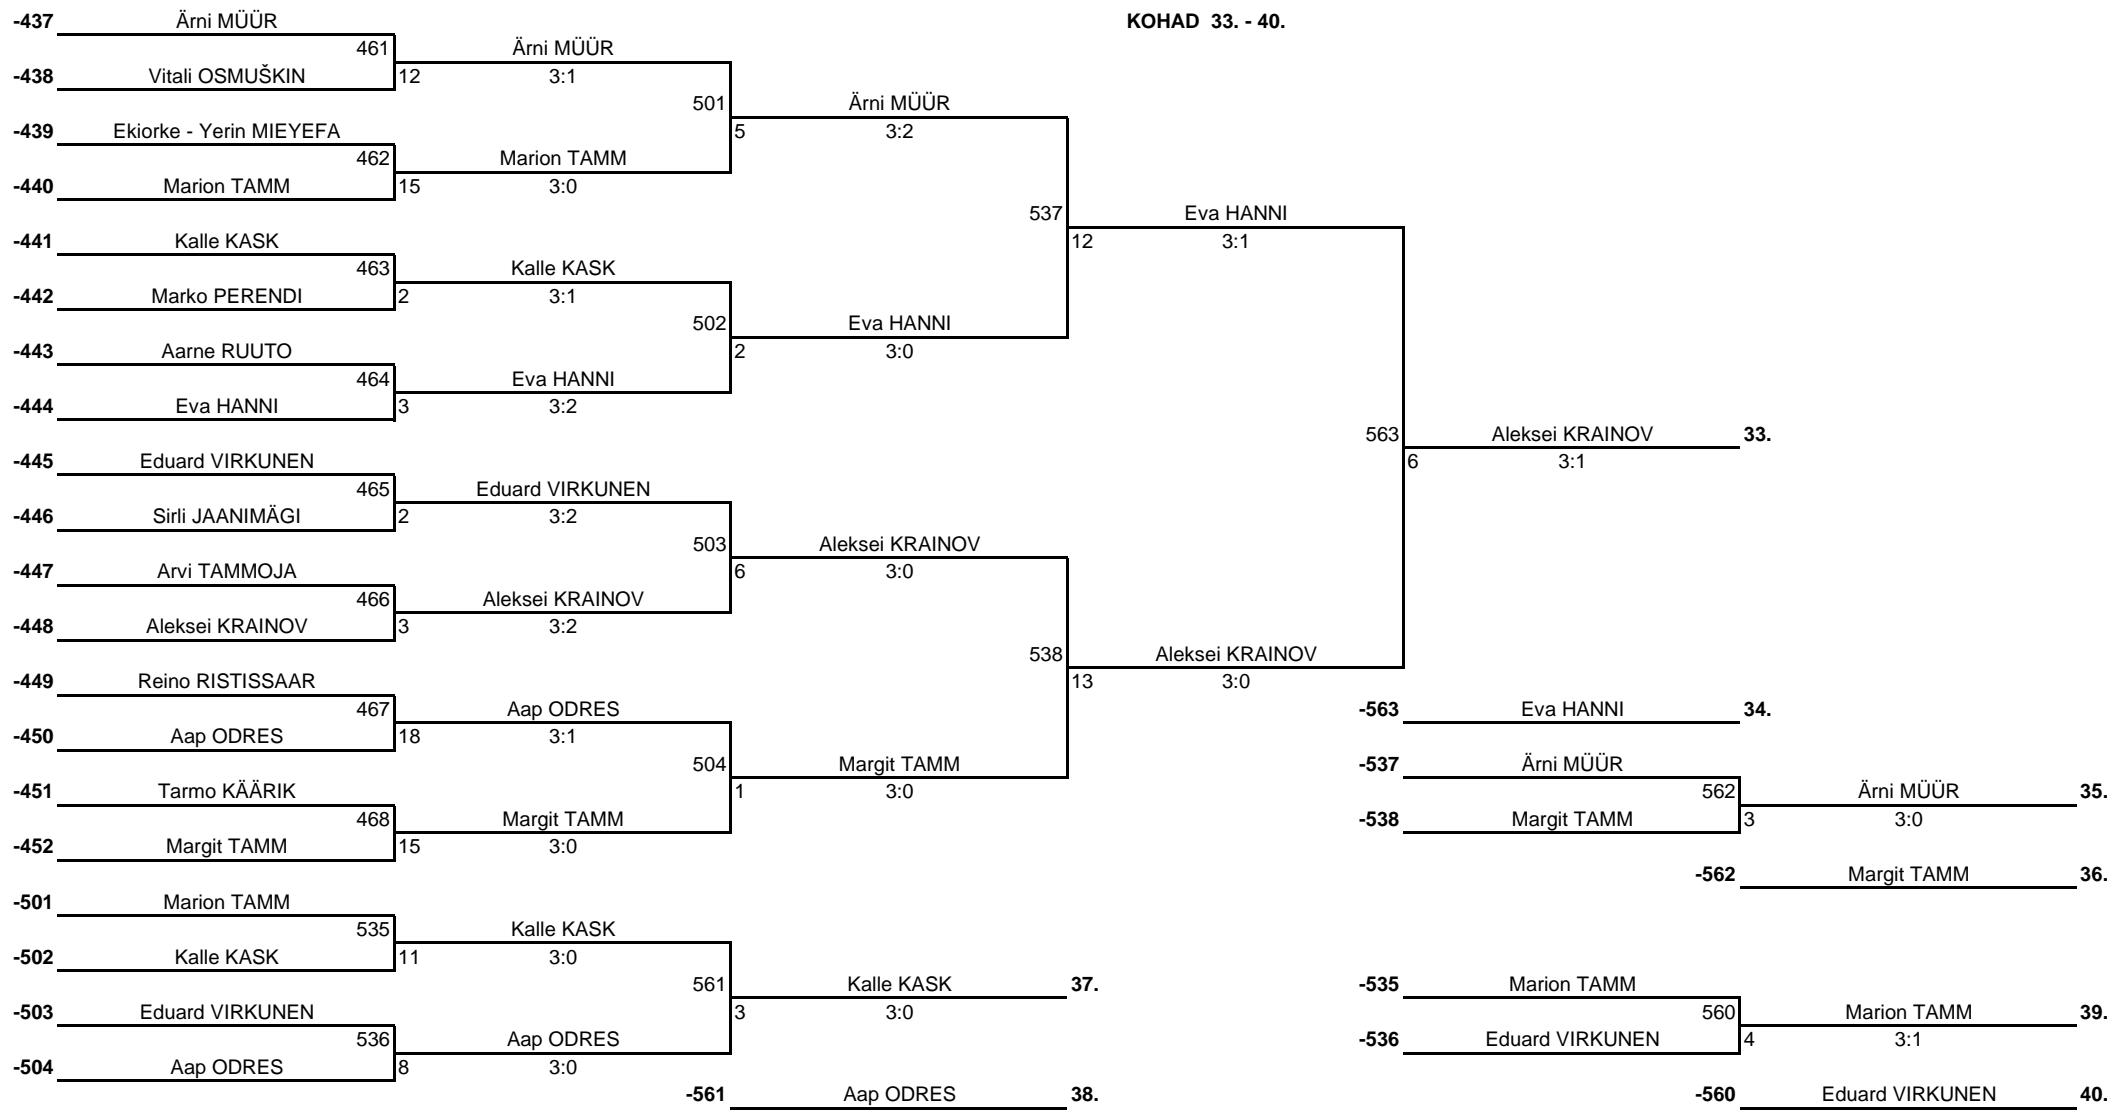 -437 Ärni MÜÜR KOHAD 33. - 40.
461 Ärni MÜÜR
-438 Vitali OSMUŠKIN 12 3:1
501 Ärni MÜÜR
-439 Ekiorke - Yerin MIEYEFA 5 3:2
462 Marion TAMM
-440 Marion TAMM 15 3:0
537 Eva HANNI
-441 Kalle KASK 12 3:1
463 Kalle KASK
-442 Marko PERENDI 2 3:1
502 Eva HANNI
-443 Aarne RUUTO 2 3:0
464 Eva HANNI
-444 Eva HANNI 3 3:2
563 Aleksei KRAINOV 33.
-445 Eduard VIRKUNEN 6 3:1
465 Eduard VIRKUNEN
-446 Sirli JAANIMÄGI 2 3:2
503 Aleksei KRAINOV
-447 Arvi TAMMOJA 6 3:0
466 Aleksei KRAINOV
-448 Aleksei KRAINOV 3 3:2
538 Aleksei KRAINOV
-449 Reino RISTISSAAR 13 3:0
467 Aap ODRES -563 Eva HANNI 34.
-450 Aap ODRES 18 3:1
504 Margit TAMM -537 Ärni MÜÜR
-451 Tarmo KÄÄRIK 1 3:0 562 Ärni MÜÜR 35.
468 Margit TAMM -538 Margit TAMM 3 3:0
-452 Margit TAMM 15 3:0
-562 Margit TAMM 36.
-501 Marion TAMM
535 Kalle KASK
-502 Kalle KASK 11 3:0
561 Kalle KASK 37. -535 Marion TAMM
-503 Eduard VIRKUNEN 3 3:0 560 Marion TAMM 39.
536 Aap ODRES -536 Eduard VIRKUNEN 4 3:1
-504 Aap ODRES 8 3:0
-561 Aap ODRES 38. -560 Eduard VIRKUNEN 40.